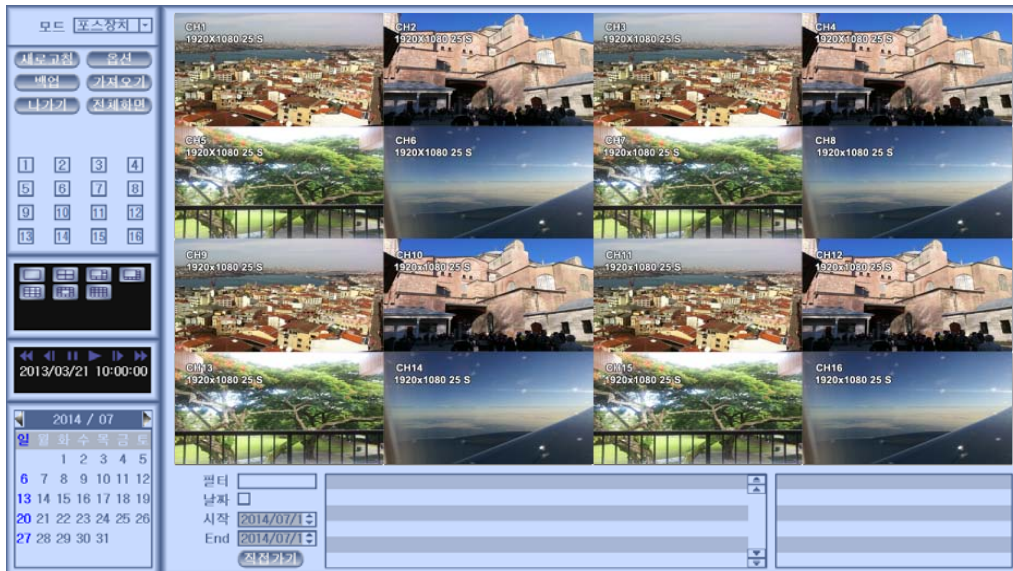 모드 포스장치
새로고침 옵션
백업 가져오기
나가기 전체화면
1 2 3 4
5 6 7 8
9 10 11 12
13 14 15 16
2013/03/21 10:00:00
2014 / 07
일 월 화 수 목 금 토
1 2 3 4 5
6 7 8 9 10 11 12
13 14 15 16 17 18 19
20 21 22 23 24 25 26
27 28 29 30 31
CH1
1920X1080 25 S
CH2
1920X1080 25 S
CH3
1920X1080 25 S
CH4
1920X1080 25 S
CH5
1920X1080 25 S
CH6
1920X1080 25 S
CH7
1920x1080 25 S
CH8
1920x1080 25 S
CH9
1920x1080 25 S
CH10
1920x1080 25 S
CH11
1920x1080 25 S
CH12
1920x1080 25 S
CH13
1920x1080 25 S
CH14
1920x1080 25 S
CH15
1920x1080 25 S
CH16
1920x1080 25 S
필터
날짜
시작 2014/07/1
End 2014/07/1
직접가기